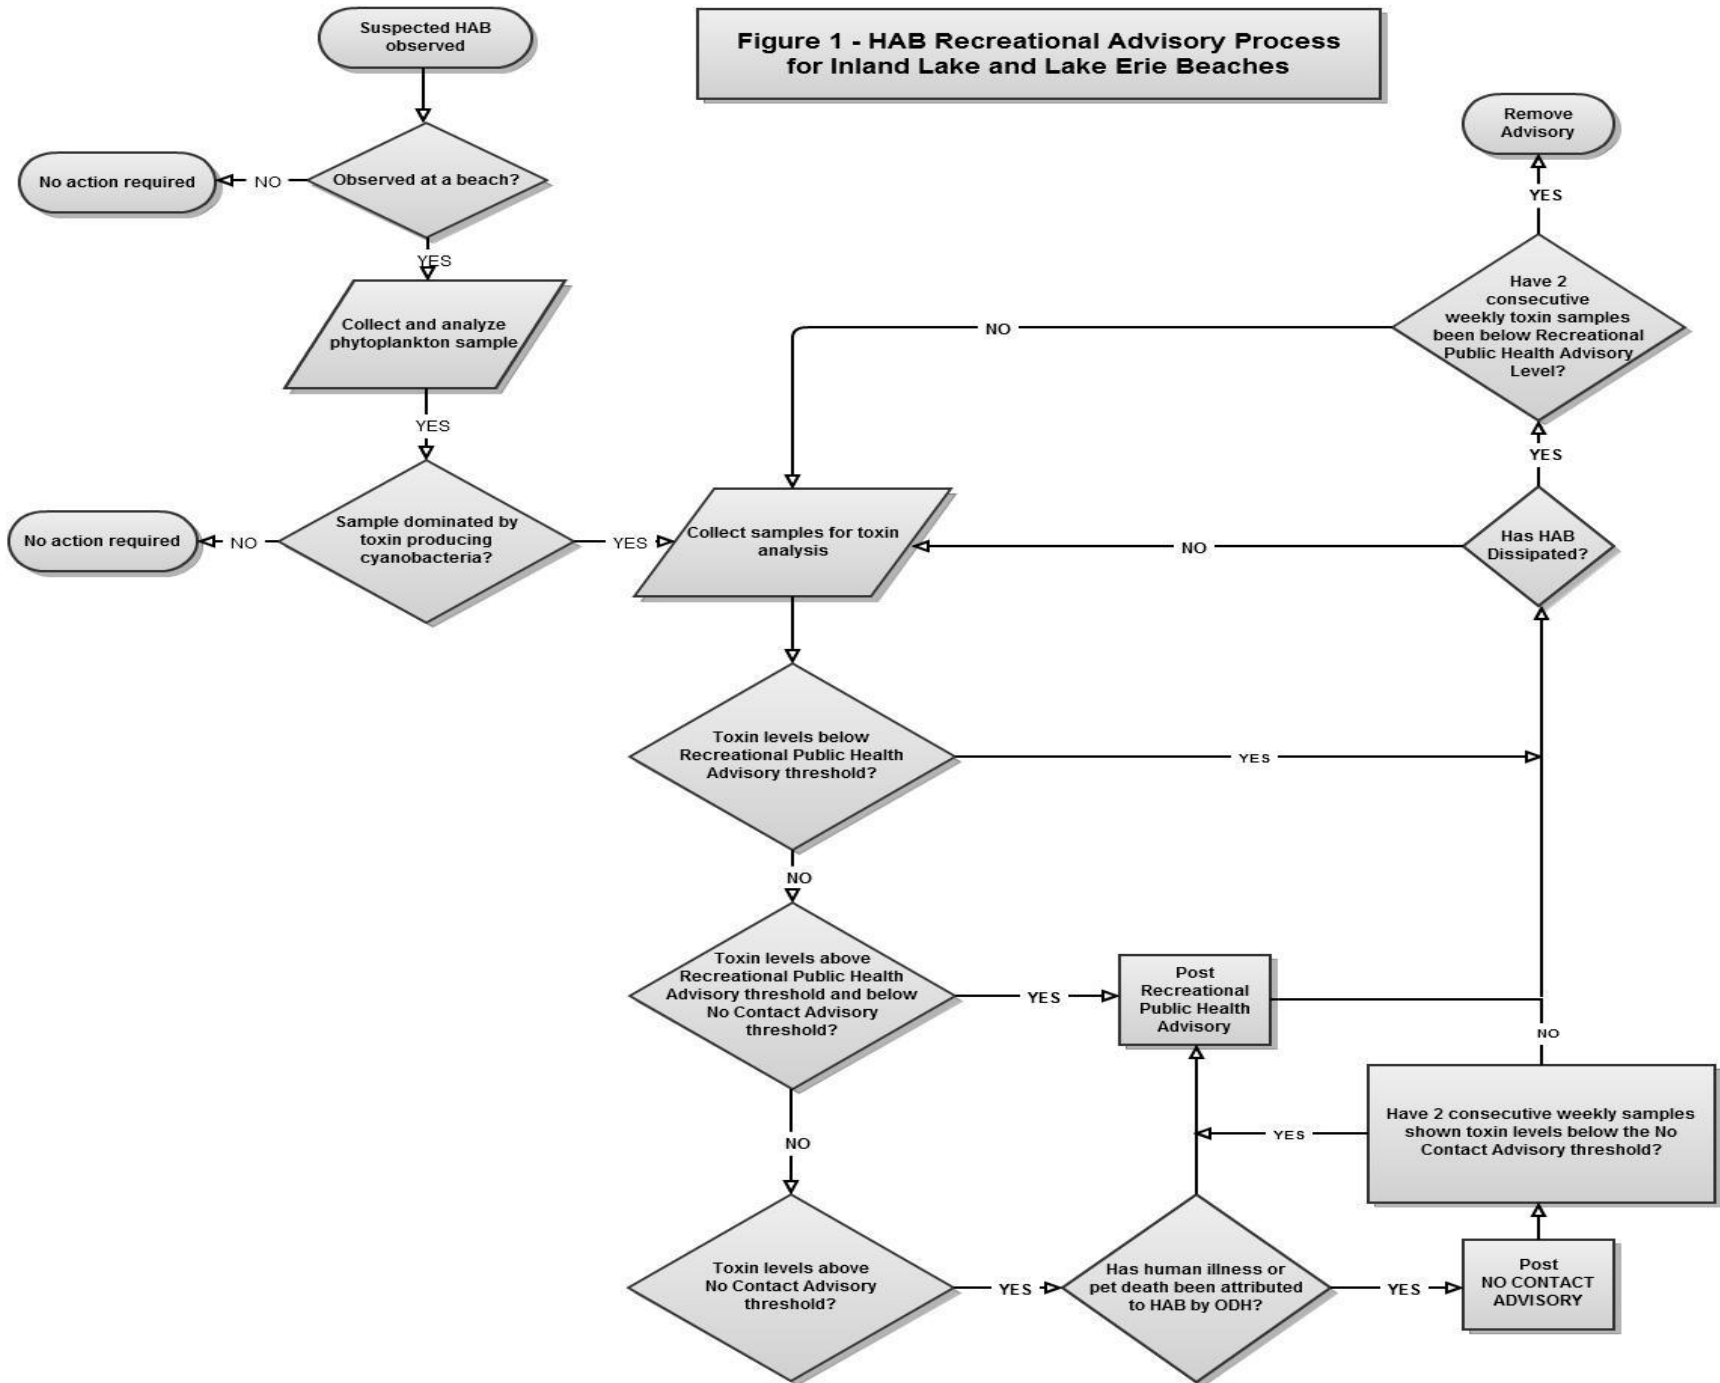 Suspected HAB
observed
Figure 1 - HAB Recreational Advisory Process
for Inland Lake and Lake Erie Beaches
Remove
Advisory
No action required
NO
Observed at a beach?
YES
YES
Collect and analyze
phytoplankton sample
Have 2
consecutive
weekly toxin samples
been below Recreational
Public Health Advisory
Level?
NO
YES
YES
No action required
NO
Sample dominated by
toxin producing
cyanobacteria?
YES
Collect samples for toxin
analysis
NO
Has HAB
Dissipated?
Toxin levels below
Recreational Public Health
Advisory threshold?
YES
NO
Toxin levels above
Recreational Public Health
Advisory threshold and below
No Contact Advisory
threshold?
YES
Post
Recreational
Public Health
Advisory
NO
NO
YES
Have 2 consecutive weekly samples
shown toxin levels below the No
Contact Advisory threshold?
Toxin levels above
No Contact Advisory
threshold?
YES
Has human illness or
pet death been attributed
to HAB by ODH?
YES
Post
NO CONTACT
ADVISORY